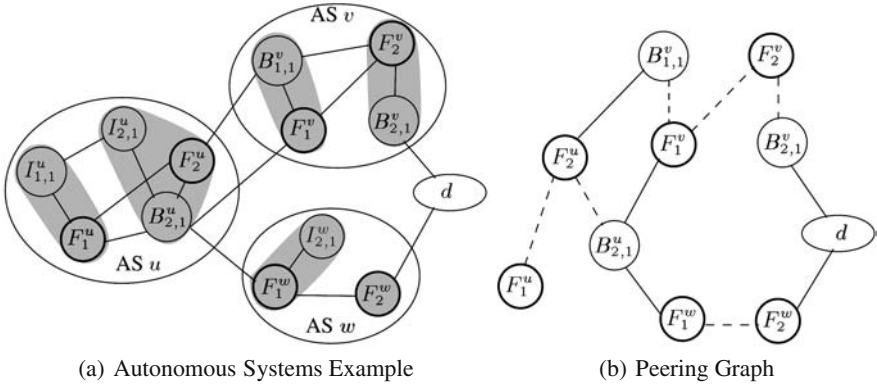 AS v
B^v_{1,1}
F^v_2
F^v_1
B^v_{2,1}
I^u_{2,1}
I^u_{1,1}
F^u_2
B^u_{2,1}
F^u_1
AS u
d
I^w_{2,1}
F^w_1
F^w_2
AS w
(a) Autonomous Systems Example
B^v_{1,1}
F^v_2
F^u_2
F^v_1
B^v_{2,1}
B^u_{2,1}
d
F^u_1
F^w_1
F^w_2
(b) Peering Graph